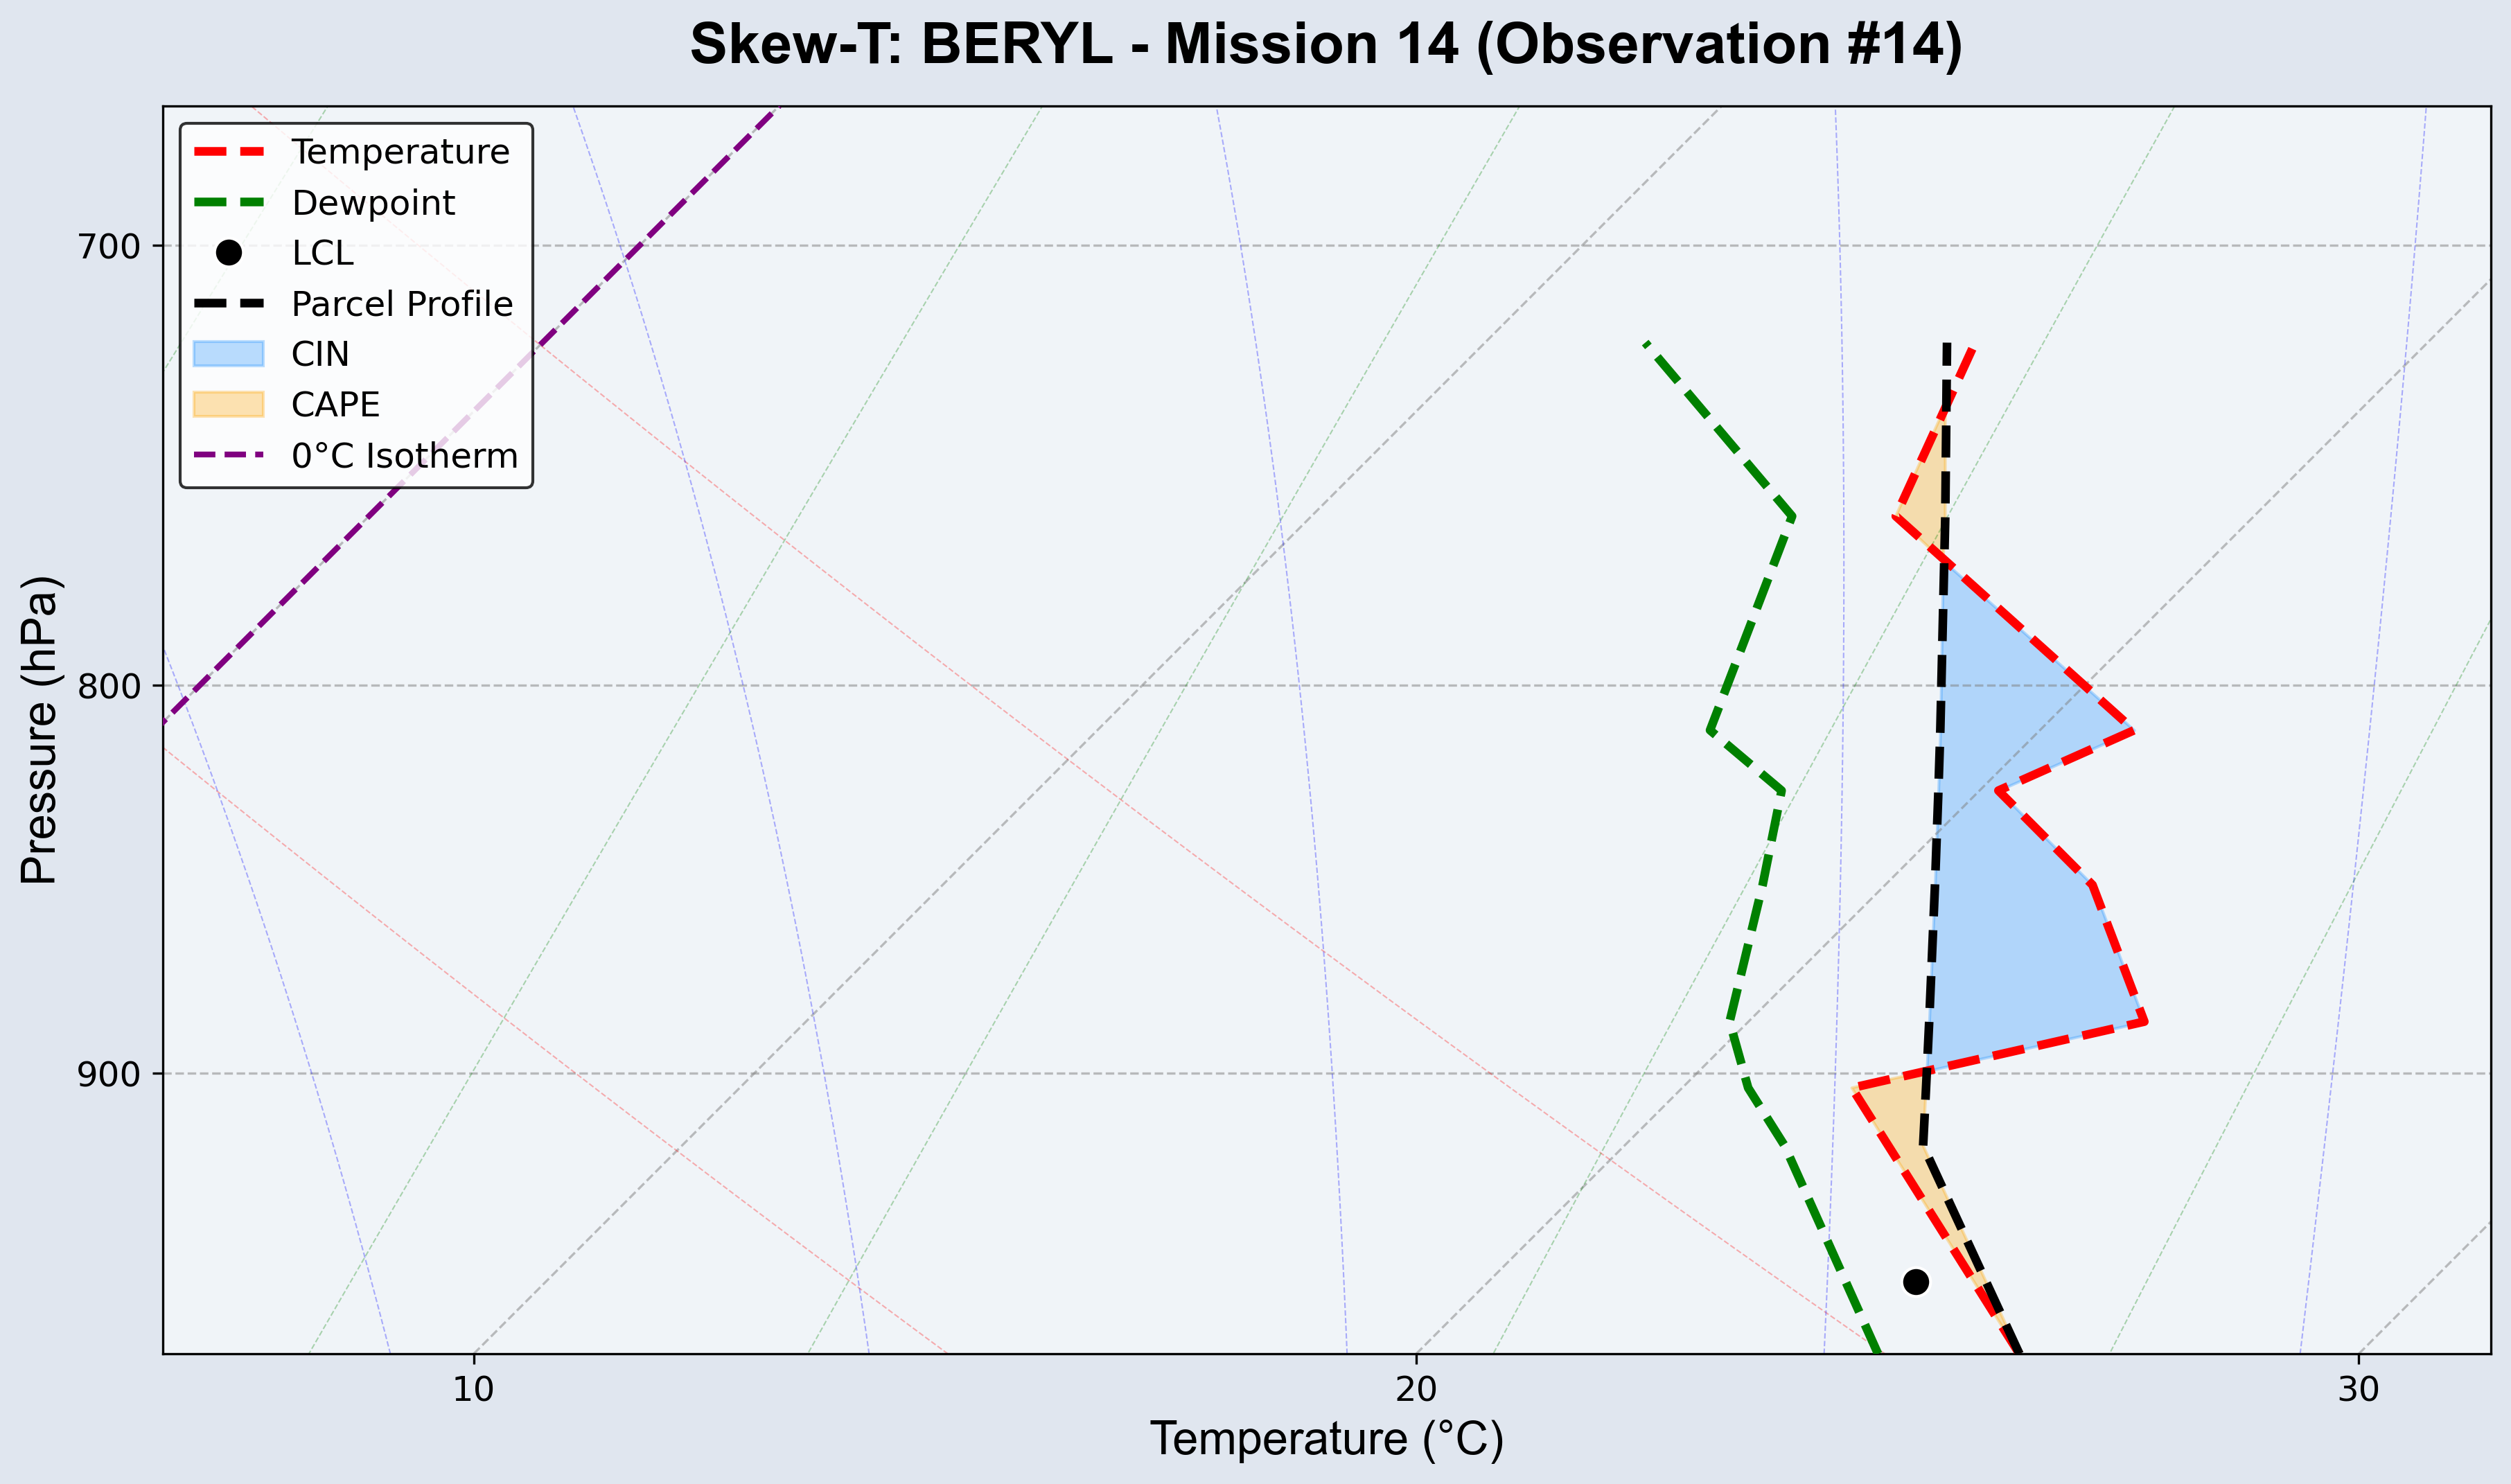 Skew-T: BERYL - Mission 14 (Observation #14)
Temperature
Dewpoint
LCL
Parcel Profile
CIN
CAPE
0°C Isotherm
700
800
900
Pressure (hPa)
10
20
30
Temperature (°C)